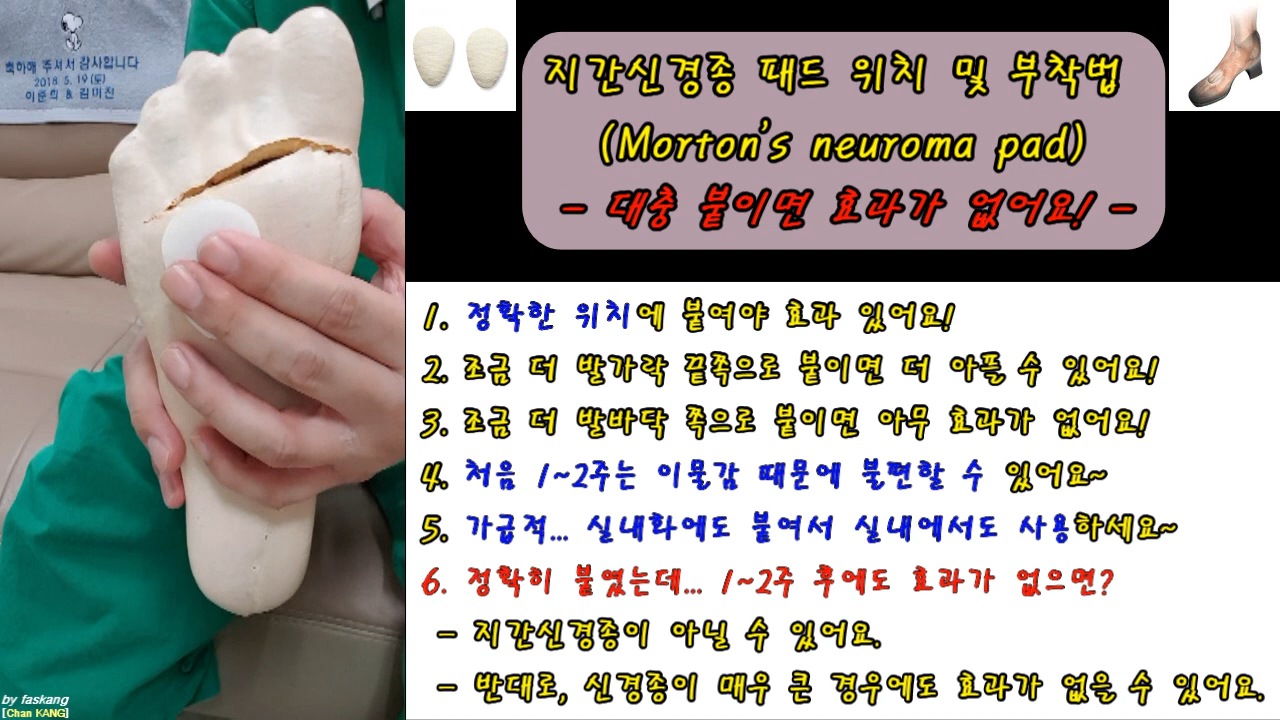 축하해 주셔서 감사합니다
2018. 5. 19 (토)
이준희 & 김미진
지간신경종 패드 위치 및 부착법
(Morton's neuroma pad)
- 대충 붙이면 효과가 없어요! -
1. 정확한 위치에 붙여야 효과 있어요!
2. 조금 더 발가락 끝쪽으로 붙이면 더 아플 수 있어요!
3. 조금 더 발바닥 쪽으로 붙이면 아무 효과가 없어요!
4. 처음 1~2주는 이물감 때문에 불편할 수 있어요~
5. 가급적... 실내화에도 붙여서 실내에서도 사용하세요~
6. 정확히 붙였는데... 1~2주 후에도 효과가 없으면?
- 지간신경종이 아닐 수 있어요.
- 반대로, 신경종이 매우 큰 경우에도 효과가 없을 수 있어요.
by faskang
[Chan KANG]